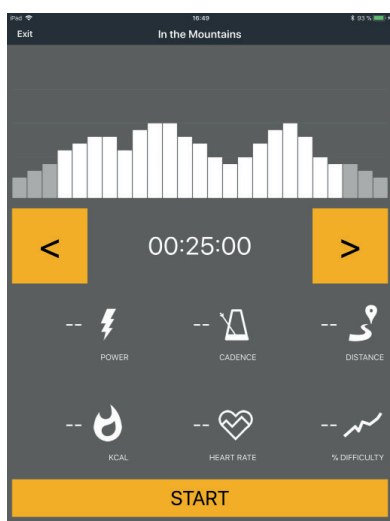 iPad 16:49 93 %
Exit In the Mountains
< 00:25:00 >
-- -- --
POWER CADENCE DISTANCE
-- -- --
KCAL HEART RATE % DIFFICULTY
START